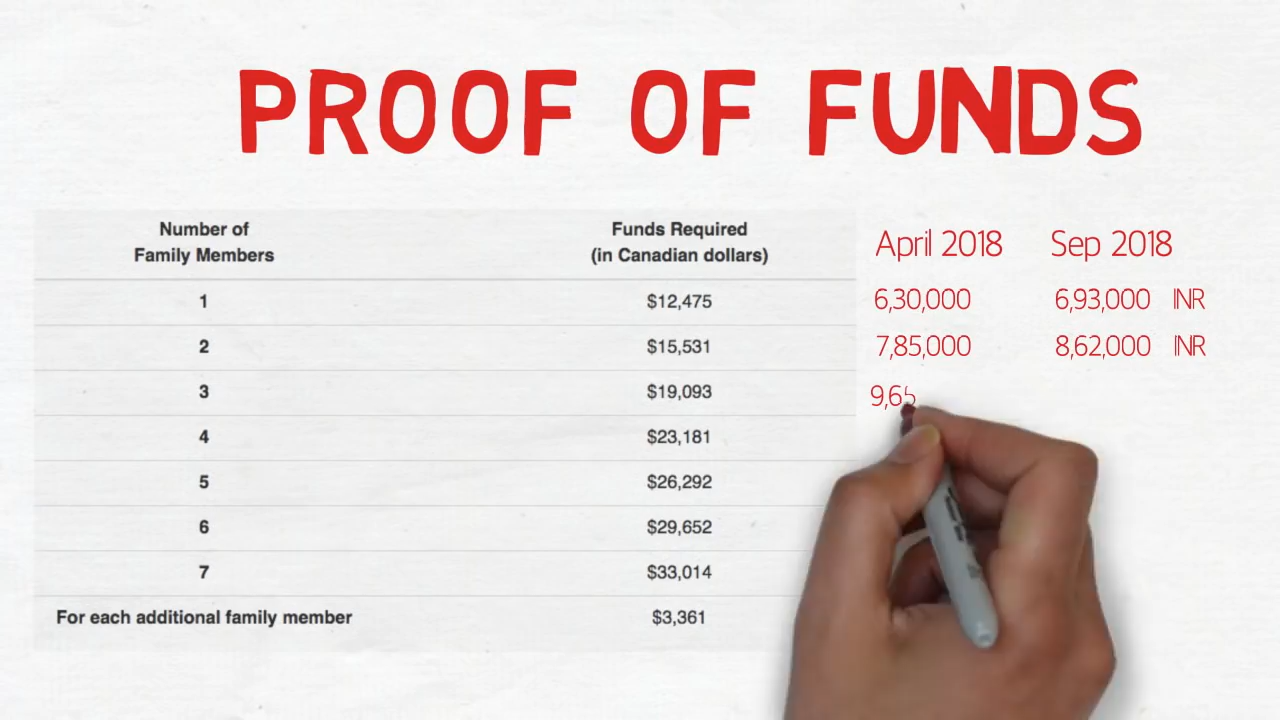 PROOF OF FUNDS
Number of Family Members Funds Required (in Canadian dollars) April 2018 Sep 2018
1 $12,475 6,30,000 6,93,000 INR
2 $15,531 7,85,000 8,62,000 INR
3 $19,093 9,65
4 $23,181
5 $26,292
6 $29,652
7 $33,014
For each additional family member $3,361